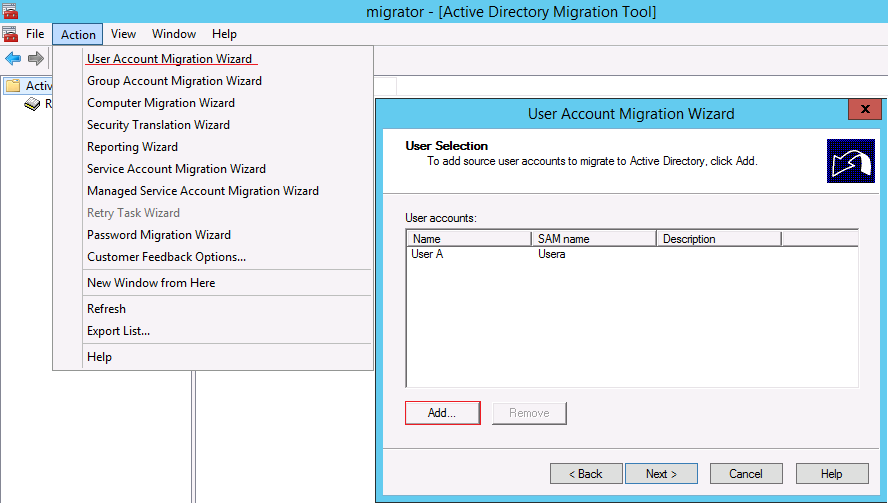 migrator - [Active Directory Migration Tool]
File Action View Window Help
Activ
R
User Account Migration Wizard
Group Account Migration Wizard
Computer Migration Wizard
Security Translation Wizard
Reporting Wizard
Service Account Migration Wizard
Managed Service Account Migration Wizard
Retry Task Wizard
Password Migration Wizard
Customer Feedback Options...
New Window from Here
Refresh
Export List...
Help
User Account Migration Wizard
x
User Selection
To add source user accounts to migrate to Active Directory, click Add.
User accounts:
Name SAM name Description
User A Usera
Add... Remove
< Back Next > Cancel Help